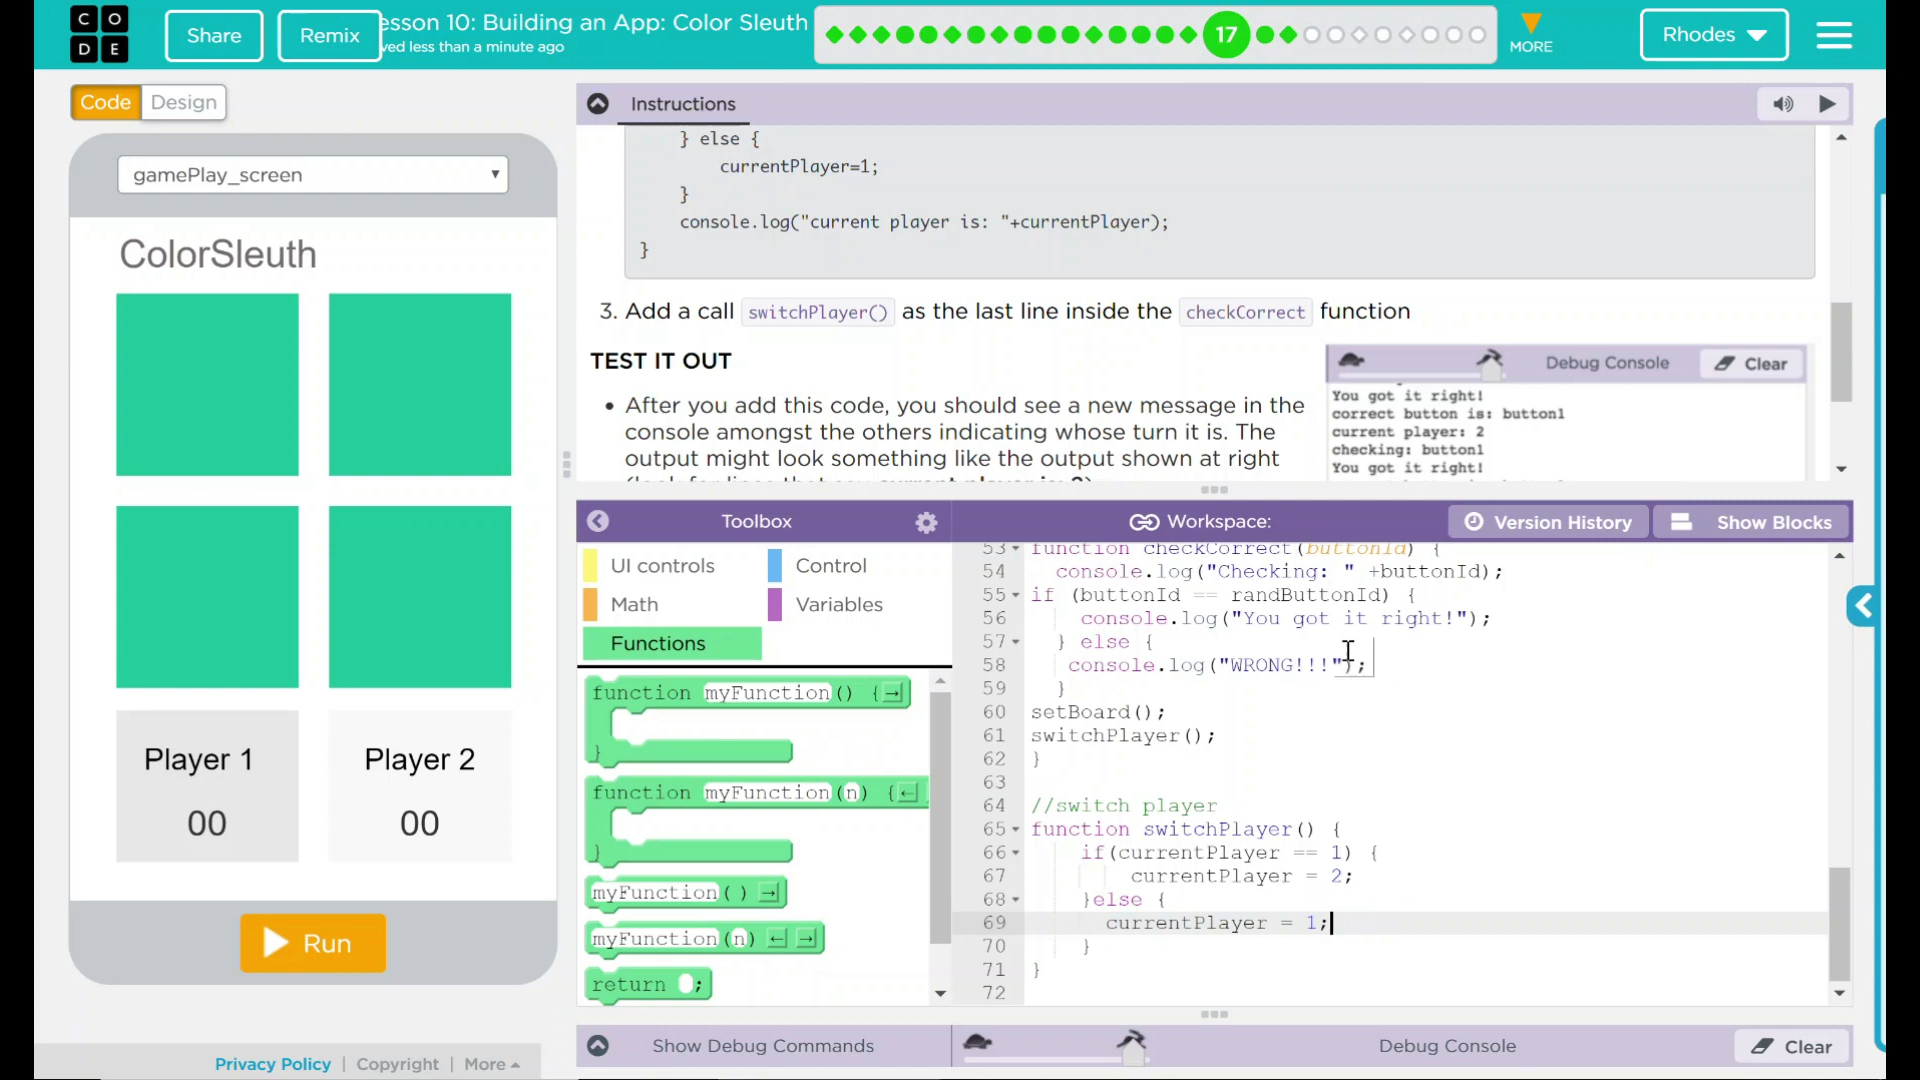 CODE
Share
Remix
esson 10: Building an App: Color Sleuth
ved less than a minute ago
17
MORE
Rhodes
Code
Design
gamePlay_screen
ColorSleuth
Player 1
00
Player 2
00
Run
Privacy Policy | Copyright | More
Instructions
} else {
currentPlayer=1;
}
console.log("current player is: "+currentPlayer);
}
3. Add a call switchPlayer() as the last line inside the checkCorrect function
TEST IT OUT
• After you add this code, you should see a new message in the
console amongst the others indicating whose turn it is. The
output might look something like the output shown at right
Debug Console
Clear
You got it right!
correct button is: button1
current player: 2
checking: button1
You got it right!
Toolbox
Workspace:
Version History
Show Blocks
UI controls
Control
Math
Variables
Functions
function myFunction() {
}
function myFunction(n) {
}
myFunction()
myFunction(n)
return ;
53 function checkCorrect(buttonId) {
54 console.log("Checking: " +buttonId);
55 if (buttonId == randButtonId) {
56 console.log("You got it right!");
57 } else {
58 console.log("WRONG!!!");
59 }
60 setBoard();
61 switchPlayer();
62 }
63
64 //switch player
65 function switchPlayer() {
66 if(currentPlayer == 1) {
67 currentPlayer = 2;
68 }else {
69 currentPlayer = 1;
70 }
71 }
72
Show Debug Commands
Debug Console
Clear